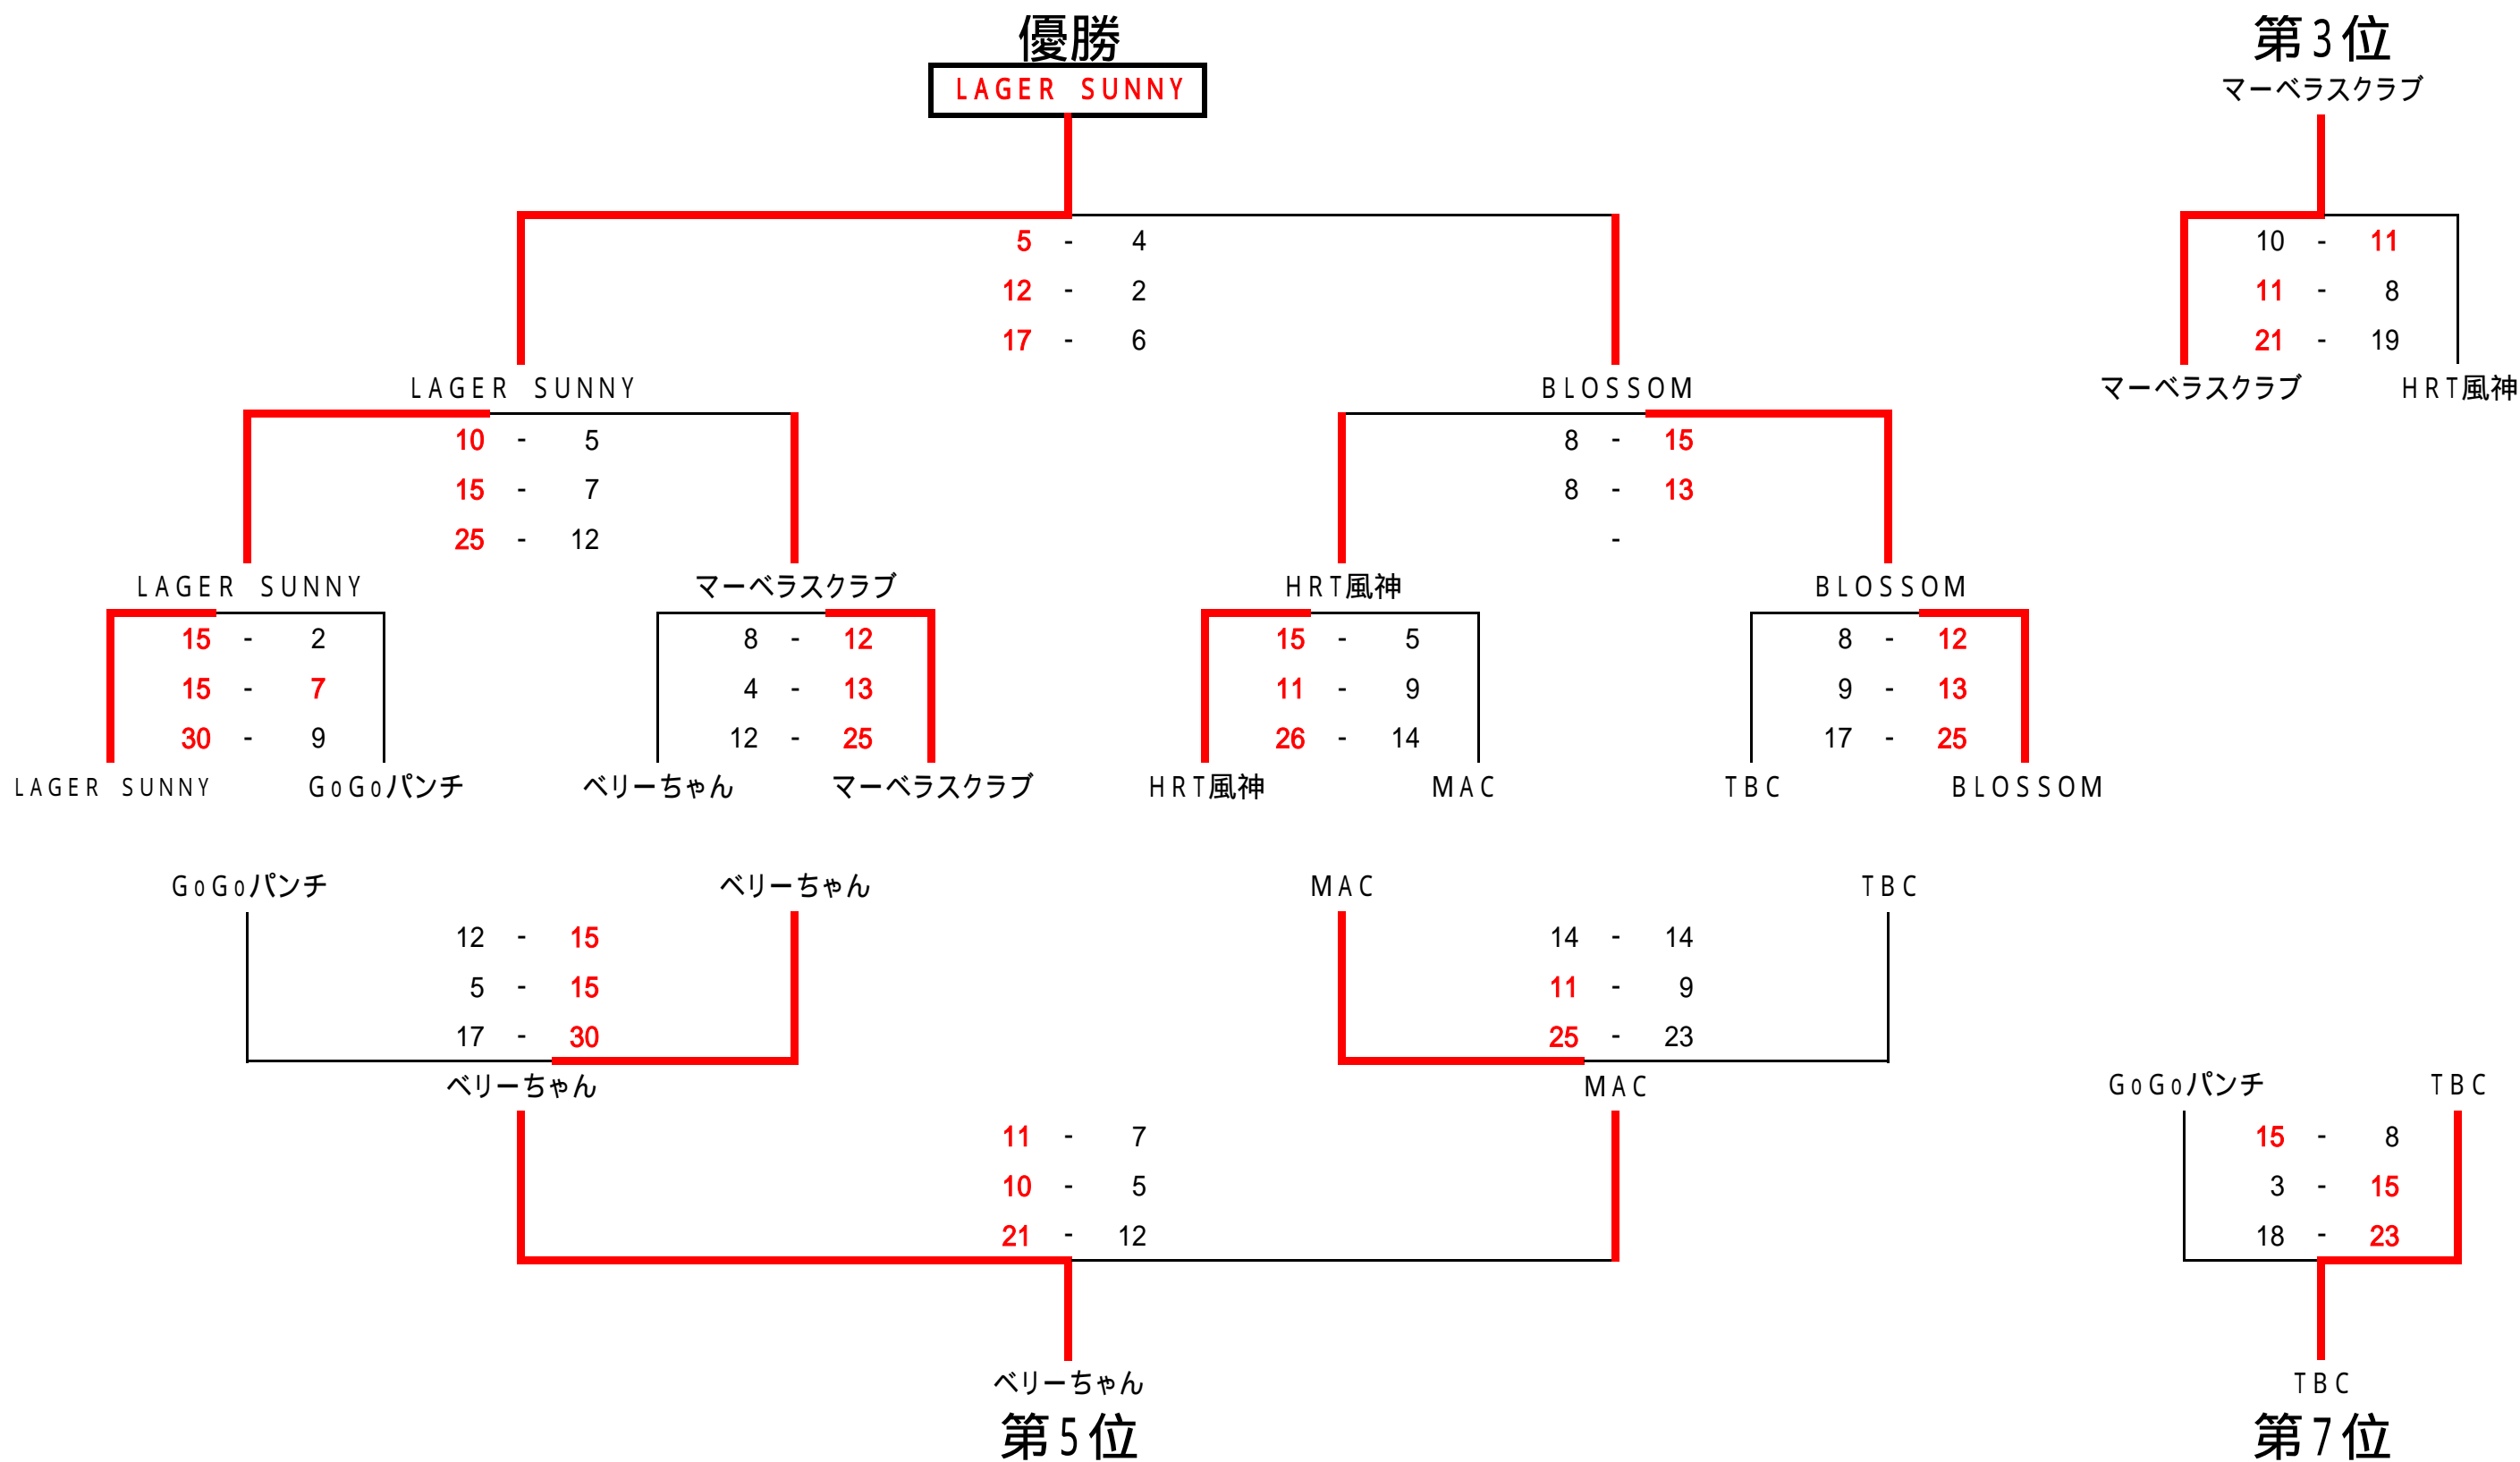 優勝 第３位
ＬＡＧＥＲ　ＳＵＮＮＹ マーベラスクラブ
5 - 4 10 - 11
12 - 2 11 - 8
17 - 6 21 - 19
ＬＡＧＥＲ　ＳＵＮＮＹ ＢＬＯＳＳＯＭ マーベラスクラブ ＨＲＴ風神
10 - 5 8 - 15
15 - 7 8 - 13
25 - 12 -
ＬＡＧＥＲ　ＳＵＮＮＹ マーベラスクラブ ＨＲＴ風神 ＢＬＯＳＳＯＭ
15 - 2 8 - 12 15 - 5 8 - 12
15 - 7 4 - 13 11 - 9 9 - 13
30 - 9 12 - 25 26 - 14 17 - 25
ＬＡＧＥＲ　ＳＵＮＮＹ ＧｏＧｏパンチ ベリーちゃん マーベラスクラブ ＨＲＴ風神 ＭＡＣ ＴＢＣ ＢＬＯＳＳＯＭ
ＧｏＧｏパンチ ベリーちゃん ＭＡＣ ＴＢＣ
12 - 15 14 - 14
5 - 15 11 - 9
17 - 30 25 - 23
ベリーちゃん ＭＡＣ ＧｏＧｏパンチ ＴＢＣ
11 - 7 15 - 8
10 - 5 3 - 15
21 - 12 18 - 23
ベリーちゃん ＴＢＣ
第５位 第７位